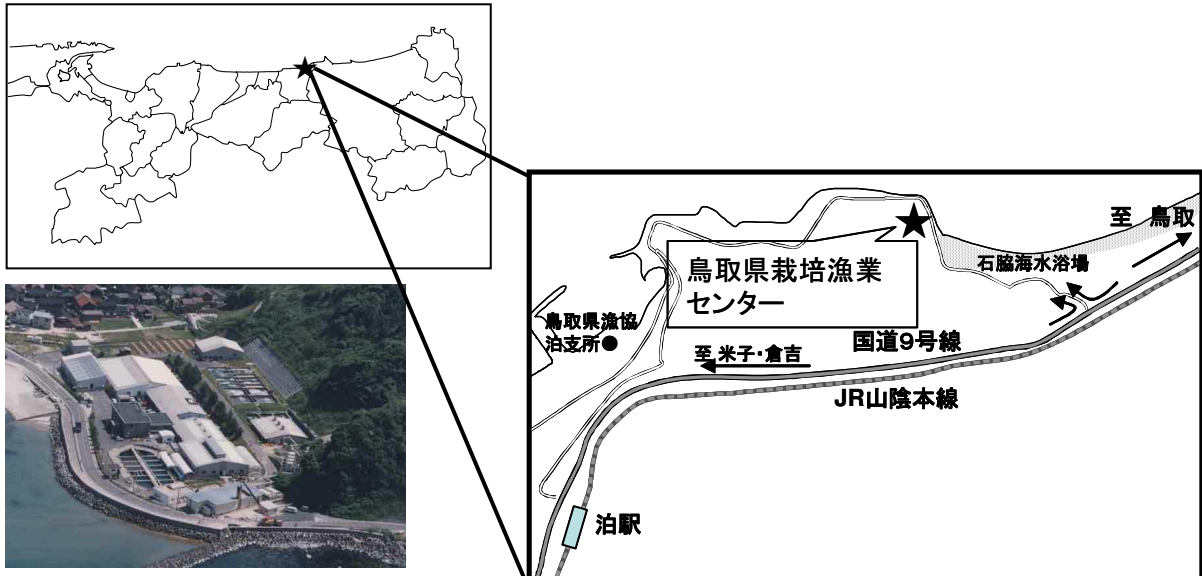 至 鳥取
石脇海水浴場
鳥取県栽培漁業
センター
鳥取県漁協
泊支所●
国道9号線
至 米子・倉吉
JR山陰本線
泊駅